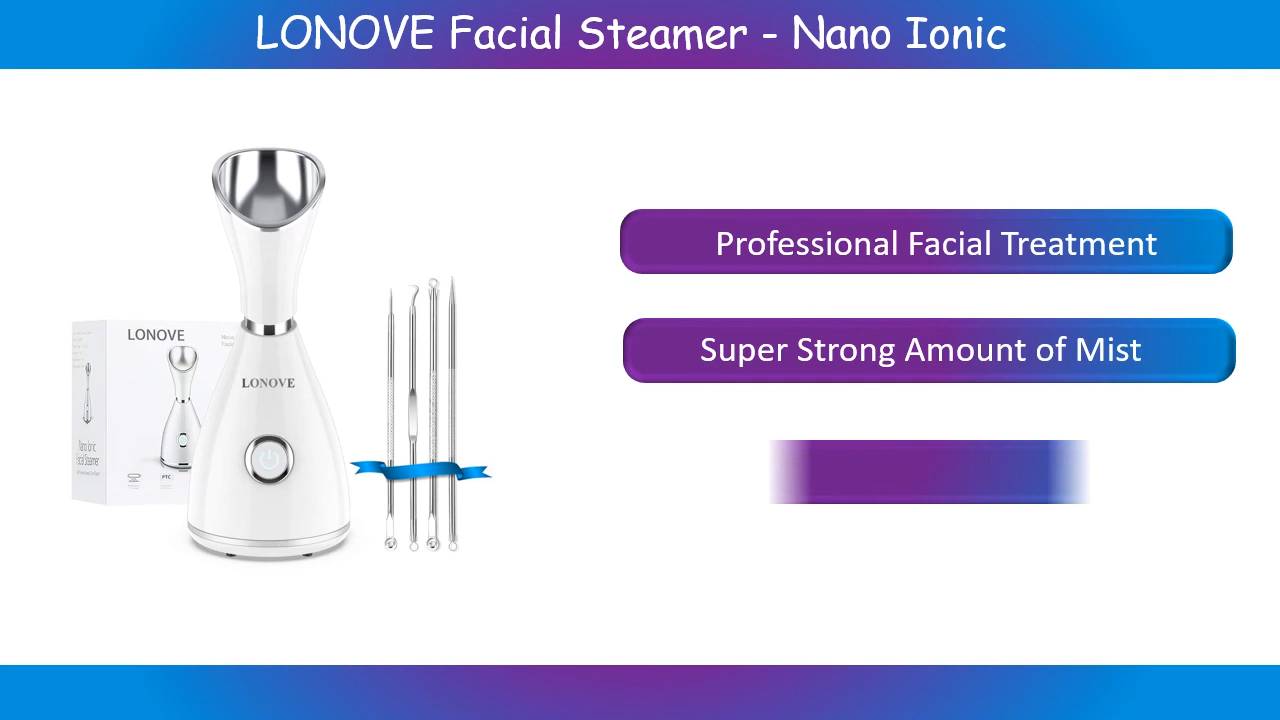 LONOVE Facial Steamer - Nano Ionic
Professional Facial Treatment
Super Strong Amount of Mist
LONOVE
LONOVE
Nano Ionic
Facial Steamer
PTC